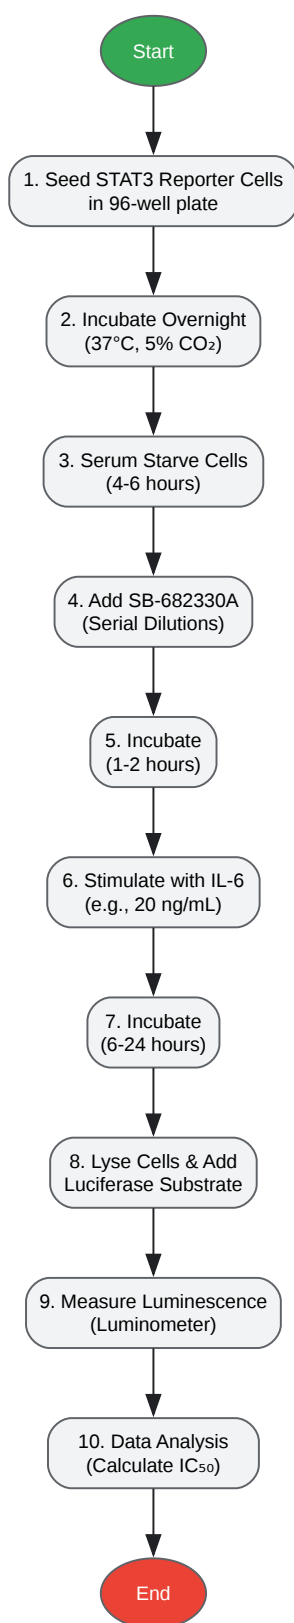 Start
1. Seed STAT3 Reporter Cells
in 96-well plate
2. Incubate Overnight
(37°C, 5% CO₂)
3. Serum Starve Cells
(4-6 hours)
4. Add SB-682330A
(Serial Dilutions)
5. Incubate
(1-2 hours)
6. Stimulate with IL-6
(e.g., 20 ng/mL)
7. Incubate
(6-24 hours)
8. Lyse Cells & Add
Luciferase Substrate
9. Measure Luminescence
(Luminometer)
10. Data Analysis
(Calculate IC₅₀)
End